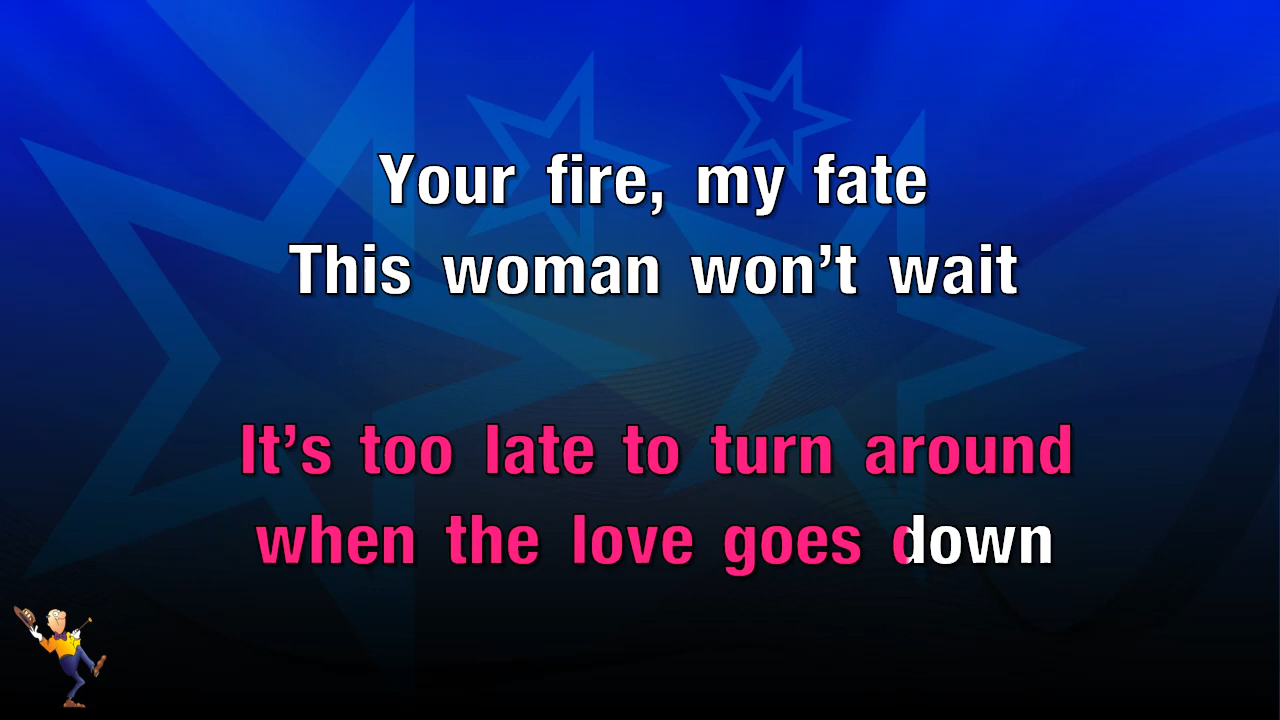 Your fire, my fate
This woman won’t wait
It’s too late to turn around
when the love goes down